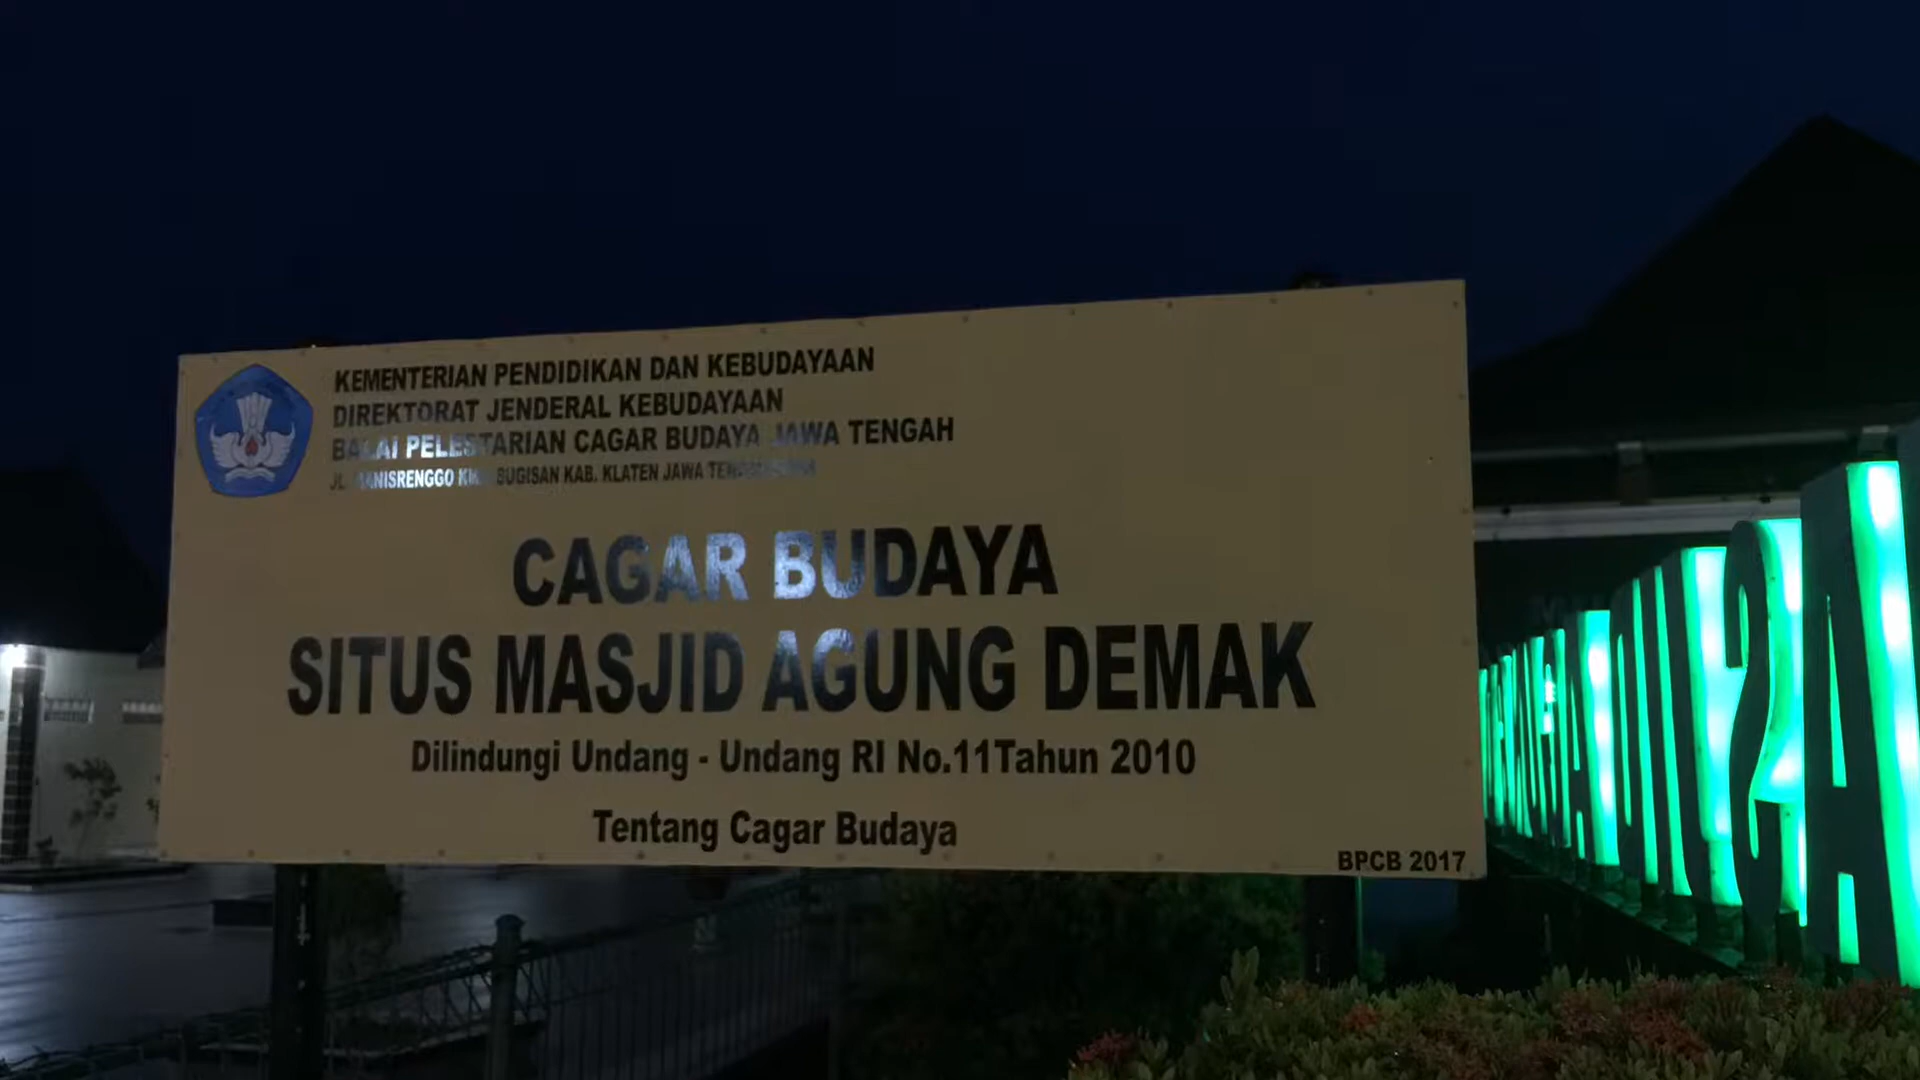 KEMENTERIAN PENDIDIKAN DAN KEBUDAYAAN
DIREKTORAT JENDERAL KEBUDAYAAN
BALAI PELESTARIAN CAGAR BUDAYA JAWA TENGAH
JL. MANISRENGGO KM BUGISAN KAB. KLATEN JAWA TENGAH
CAGAR BUDAYA
SITUS MASJID AGUNG DEMAK
Dilindungi Undang - Undang RI No.11Tahun 2010
Tentang Cagar Budaya
BPCB 2017